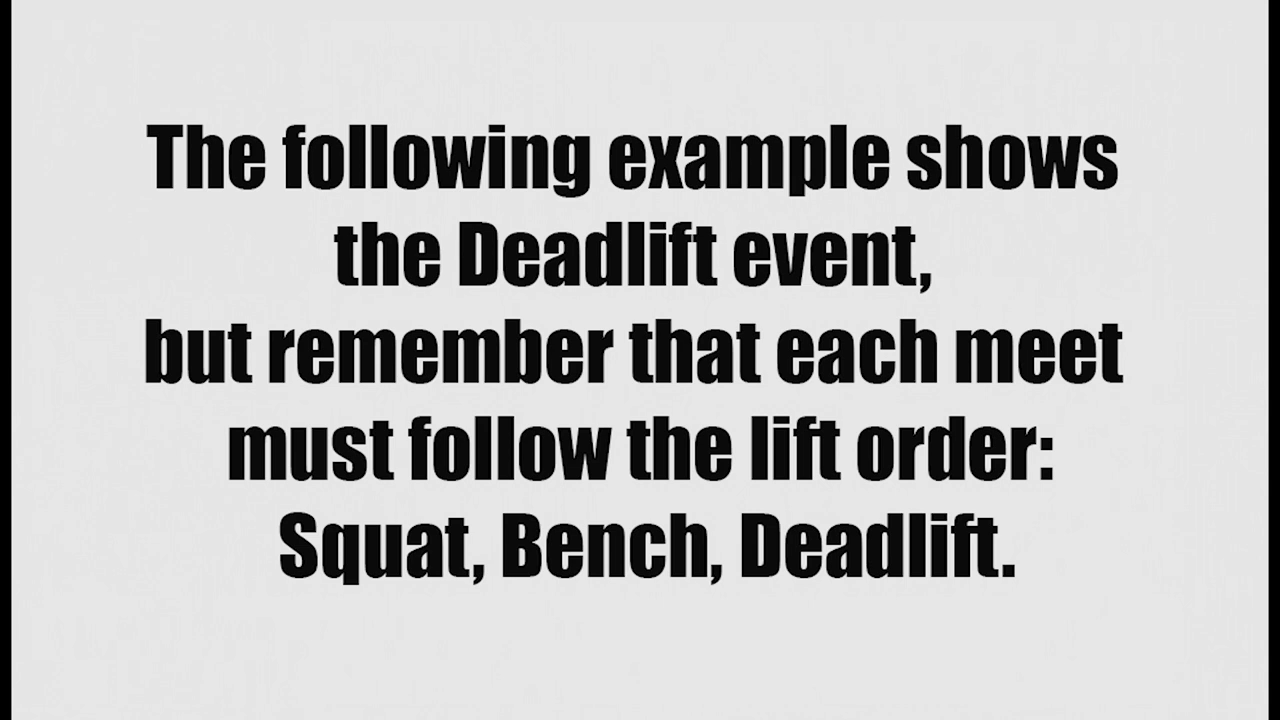 The following example shows
the Deadlift event,
but remember that each meet
must follow the lift order:
Squat, Bench, Deadlift.